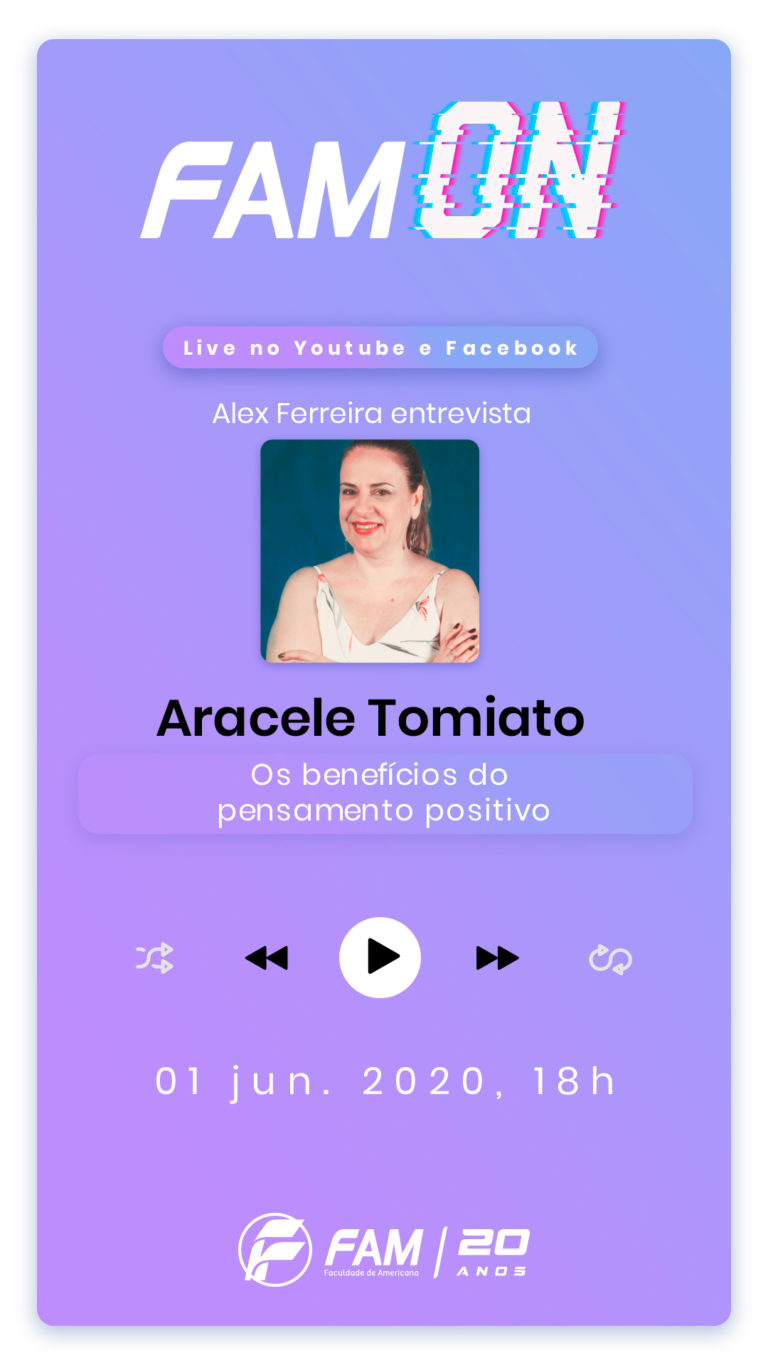 FAM ON
Live no Youtube e Facebook
Alex Ferreira entrevista
Aracele Tomiato
Os benefícios do
pensamento positivo
01 jun. 2020, 18h
FAM | 20
Faculdade de Americana ANOS